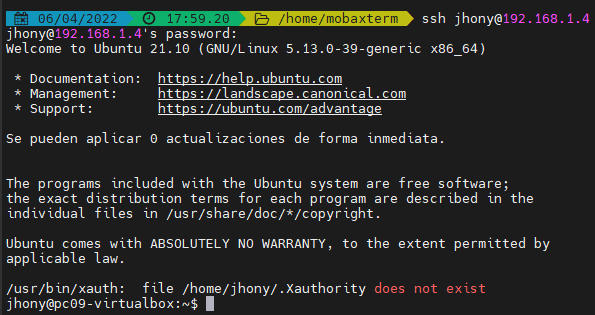 06/04/2022 17:59.20 /home/mobaxterm ssh jhony@192.168.1.4
jhony@192.168.1.4's password:
Welcome to Ubuntu 21.10 (GNU/Linux 5.13.0-39-generic x86_64)
* Documentation: https://help.ubuntu.com
* Management: https://landscape.canonical.com
* Support: https://ubuntu.com/advantage
Se pueden aplicar 0 actualizaciones de forma inmediata.
The programs included with the Ubuntu system are free software;
the exact distribution terms for each program are described in the
individual files in /usr/share/doc/*/copyright.
Ubuntu comes with ABSOLUTELY NO WARRANTY, to the extent permitted by
applicable law.
/usr/bin/xauth: file /home/jhony/.Xauthority does not exist
jhony@pc09-virtualbox:~$